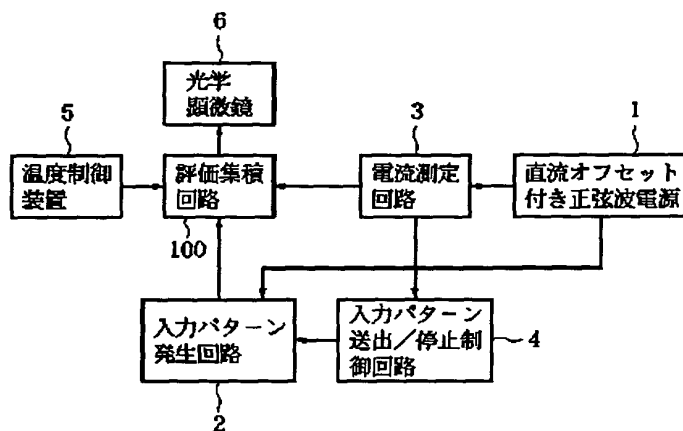 6
光学
顕微鏡
5
温度制御
装置
評価集積
回路
100
3
電流測定
回路
1
直流オフセット
付き正弦波電源
入力パターン
発生回路
2
入力パターン
送出／停止制
御回路
4